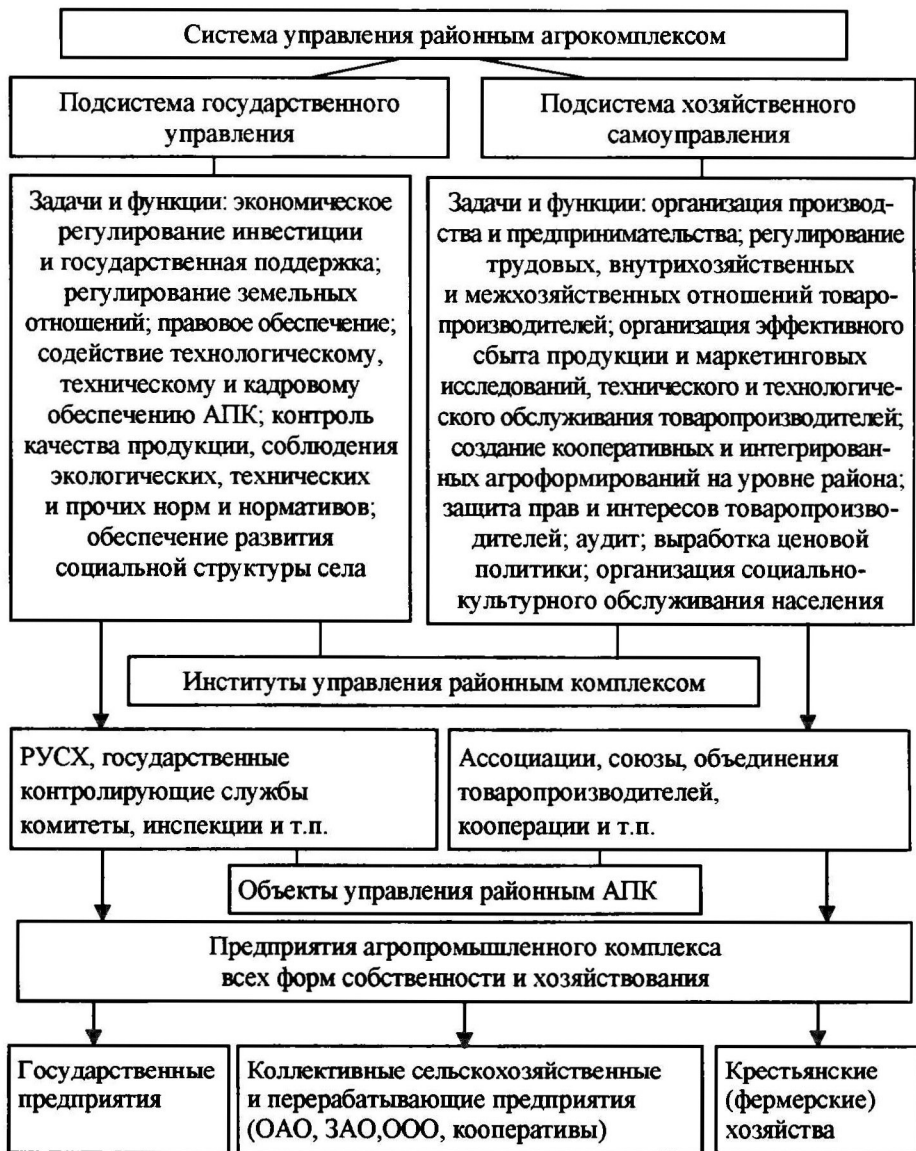 Система управления районным агрокомплексом
Подсистема государственного
управления
Подсистема хозяйственного
самоуправления
Задачи и функции: экономическое
регулирование инвестиции
и государственная поддержка;
регулирование земельных
отношений; правовое обеспечение;
содействие технологическому,
техническому и кадровому
обеспечению АПК; контроль
качества продукции, соблюдения
экологических, технических
и прочих норм и нормативов;
обеспечение развития
социальной структуры села
Задачи и функции: организация производ-
ства и предпринимательства; регулирование
трудовых, внутрихозяйственных
и межхозяйственных отношений товаро-
производителей; организация эффективного
сбыта продукции и маркетинговых
исследований, технического и технологиче-
ского обслуживания товаропроизводителей;
создание кооперативных и интегрирован-
ных агроформирований на уровне района;
защита прав и интересов товаропроизво-
дителей; аудит; выработка ценовой
политики; организация социально-
культурного обслуживания населения
Институты управления районным комплексом
РУСХ, государственные
контролирующие службы
комитеты, инспекции и т.п.
Ассоциации, союзы, объединения
товаропроизводителей,
кооперации и т.п.
Объекты управления районным АПК
Предприятия агропромышленного комплекса
всех форм собственности и хозяйствования
Государственные
предприятия
Коллективные сельскохозяйственные
и перерабатывающие предприятия
(ОАО, ЗАО,ООО, кооперативы)
Крестьянские
(фермерские)
хозяйства